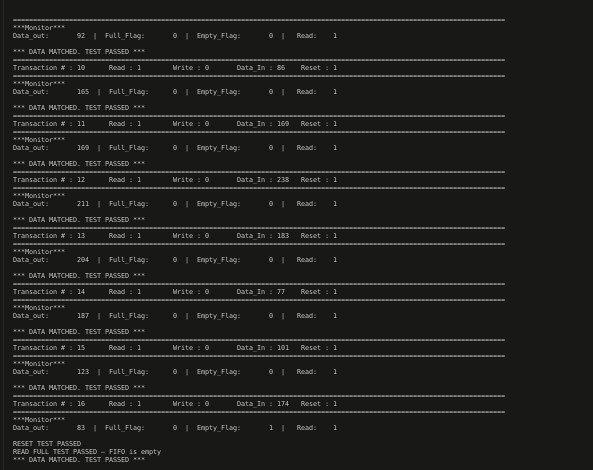 ***Monitor***
Data_out: 92 | Full_Flag: 0 | Empty_Flag: 0 | Read: 1
*** DATA MATCHED. TEST PASSED ***
Transaction # : 10 Read : 1 Write : 0 Data_In : 86 Reset : 1
***Monitor***
Data_out: 165 | Full_Flag: 0 | Empty_Flag: 0 | Read: 1
*** DATA MATCHED. TEST PASSED ***
Transaction # : 11 Read : 1 Write : 0 Data_In : 169 Reset : 1
***Monitor***
Data_out: 169 | Full_Flag: 0 | Empty_Flag: 0 | Read: 1
*** DATA MATCHED. TEST PASSED ***
Transaction # : 12 Read : 1 Write : 0 Data_In : 238 Reset : 1
***Monitor***
Data_out: 211 | Full_Flag: 0 | Empty_Flag: 0 | Read: 1
*** DATA MATCHED. TEST PASSED ***
Transaction # : 13 Read : 1 Write : 0 Data_In : 183 Reset : 1
***Monitor***
Data_out: 204 | Full_Flag: 0 | Empty_Flag: 0 | Read: 1
*** DATA MATCHED. TEST PASSED ***
Transaction # : 14 Read : 1 Write : 0 Data_In : 77 Reset : 1
***Monitor***
Data_out: 187 | Full_Flag: 0 | Empty_Flag: 0 | Read: 1
*** DATA MATCHED. TEST PASSED ***
Transaction # : 15 Read : 1 Write : 0 Data_In : 101 Reset : 1
***Monitor***
Data_out: 123 | Full_Flag: 0 | Empty_Flag: 0 | Read: 1
*** DATA MATCHED. TEST PASSED ***
Transaction # : 16 Read : 1 Write : 0 Data_In : 174 Reset : 1
***Monitor***
Data_out: 83 | Full_Flag: 0 | Empty_Flag: 1 | Read: 1
RESET TEST PASSED
READ FULL TEST PASSED – FIFO is empty
*** DATA MATCHED. TEST PASSED ***